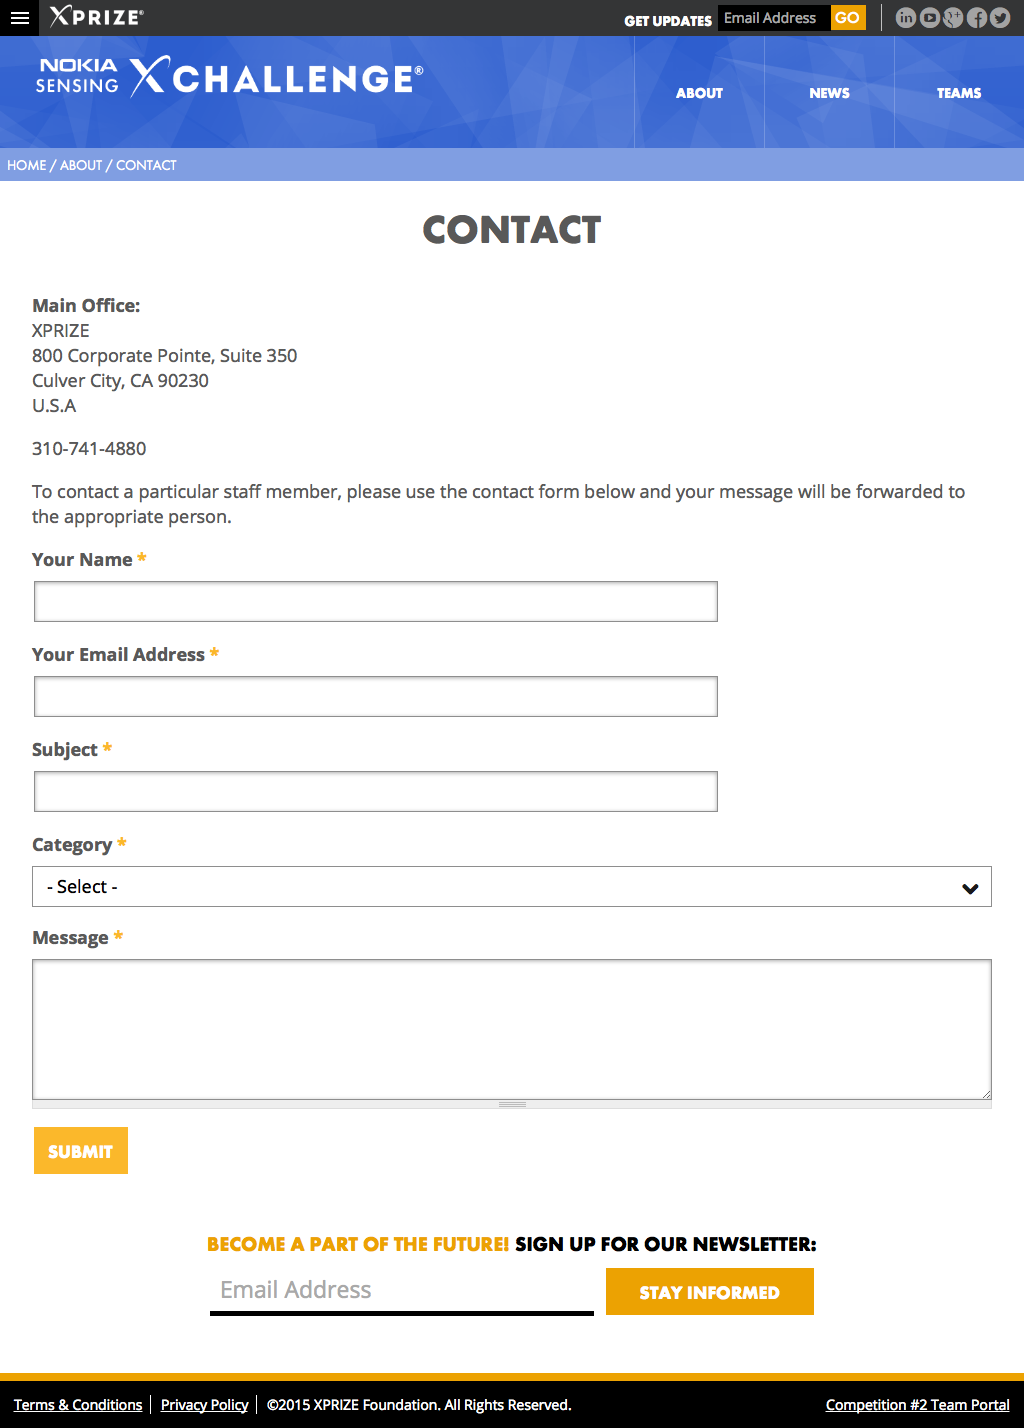 XPRIZE®
GET UPDATES
Email Address
GO
NOKIA
SENSING
XCHALLENGE®
ABOUT
NEWS
TEAMS
HOME / ABOUT / CONTACT
CONTACT
Main Office:
XPRIZE
800 Corporate Pointe, Suite 350
Culver City, CA 90230
U.S.A
310-741-4880
To contact a particular staff member, please use the contact form below and your message will be forwarded to
the appropriate person.
Your Name *
Your Email Address *
Subject *
Category *
- Select -
Message *
SUBMIT
BECOME A PART OF THE FUTURE! SIGN UP FOR OUR NEWSLETTER:
Email Address
STAY INFORMED
Terms & Conditions
Privacy Policy
©2015 XPRIZE Foundation. All Rights Reserved.
Competition #2 Team Portal